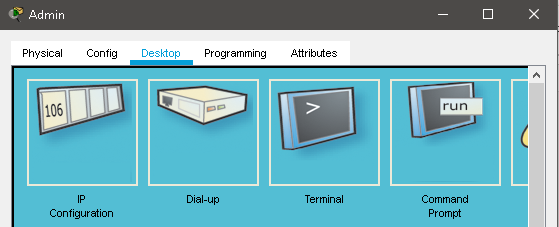 Admin
Physical Config Desktop Programming Attributes
106
>
run
IP
Configuration
Dial-up
Terminal
Command
Prompt